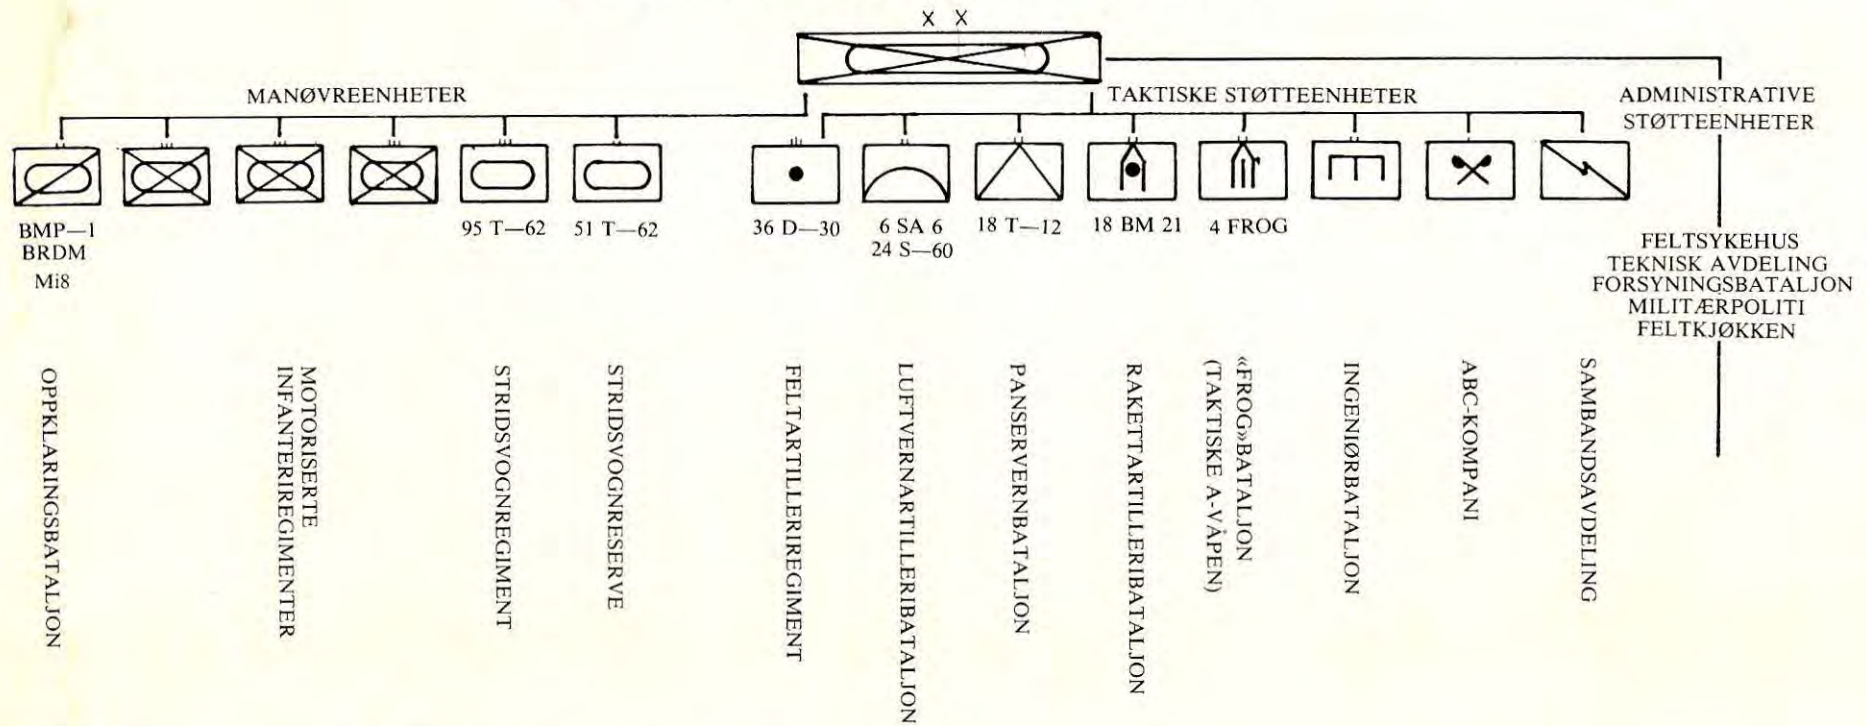 X X
MANØVREENHETER
TAKTISKE STØTTEENHETER
ADMINISTRATIVE
STØTTEENHETER
BMP—1
BRDM
Mi8
95 T—62
51 T—62
36 D—30
6 SA 6
24 S—60
18 T—12
18 BM 21
4 FROG
FELTSYKEHUS
TEKNISK AVDELING
FORSYNINGSBATALJON
MILITÆRPOLITI
FELTKJØKKEN
OPPKLARINGSBATALJON
MOTORISERTE
INFANTERIREGIMENTER
STRIDSVOGNREGIMENT
STRIDSVOGNRESERVE
FELTARTILLERIREGIMENT
LUFTVERNARTILLERIBATALJON
PANSERVERNBATALJON
RAKETTARTILLERIBATALJON
«FROG»BATALJON
(TAKTISKE A-VÅPEN)
INGENIØRBATALJON
ABC-KOMPANI
SAMBANDSAVDELING